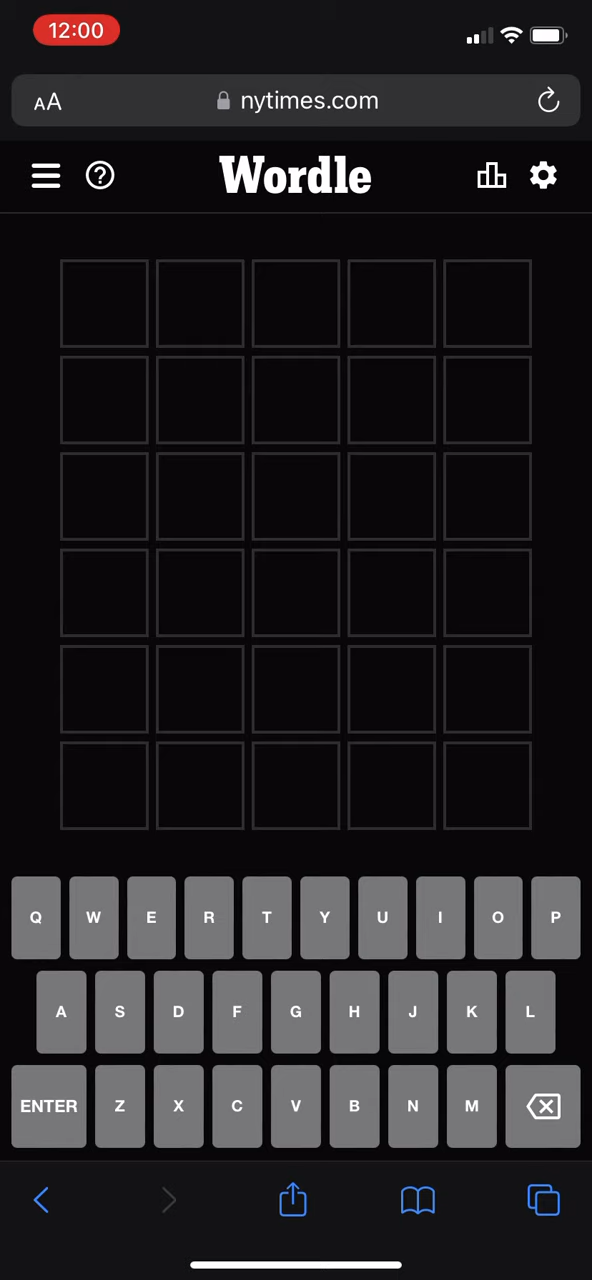 12:00
AA nytimes.com
? Wordle
Q W E R T Y U I O P
A S D F G H J K L
ENTER Z X C V B N M